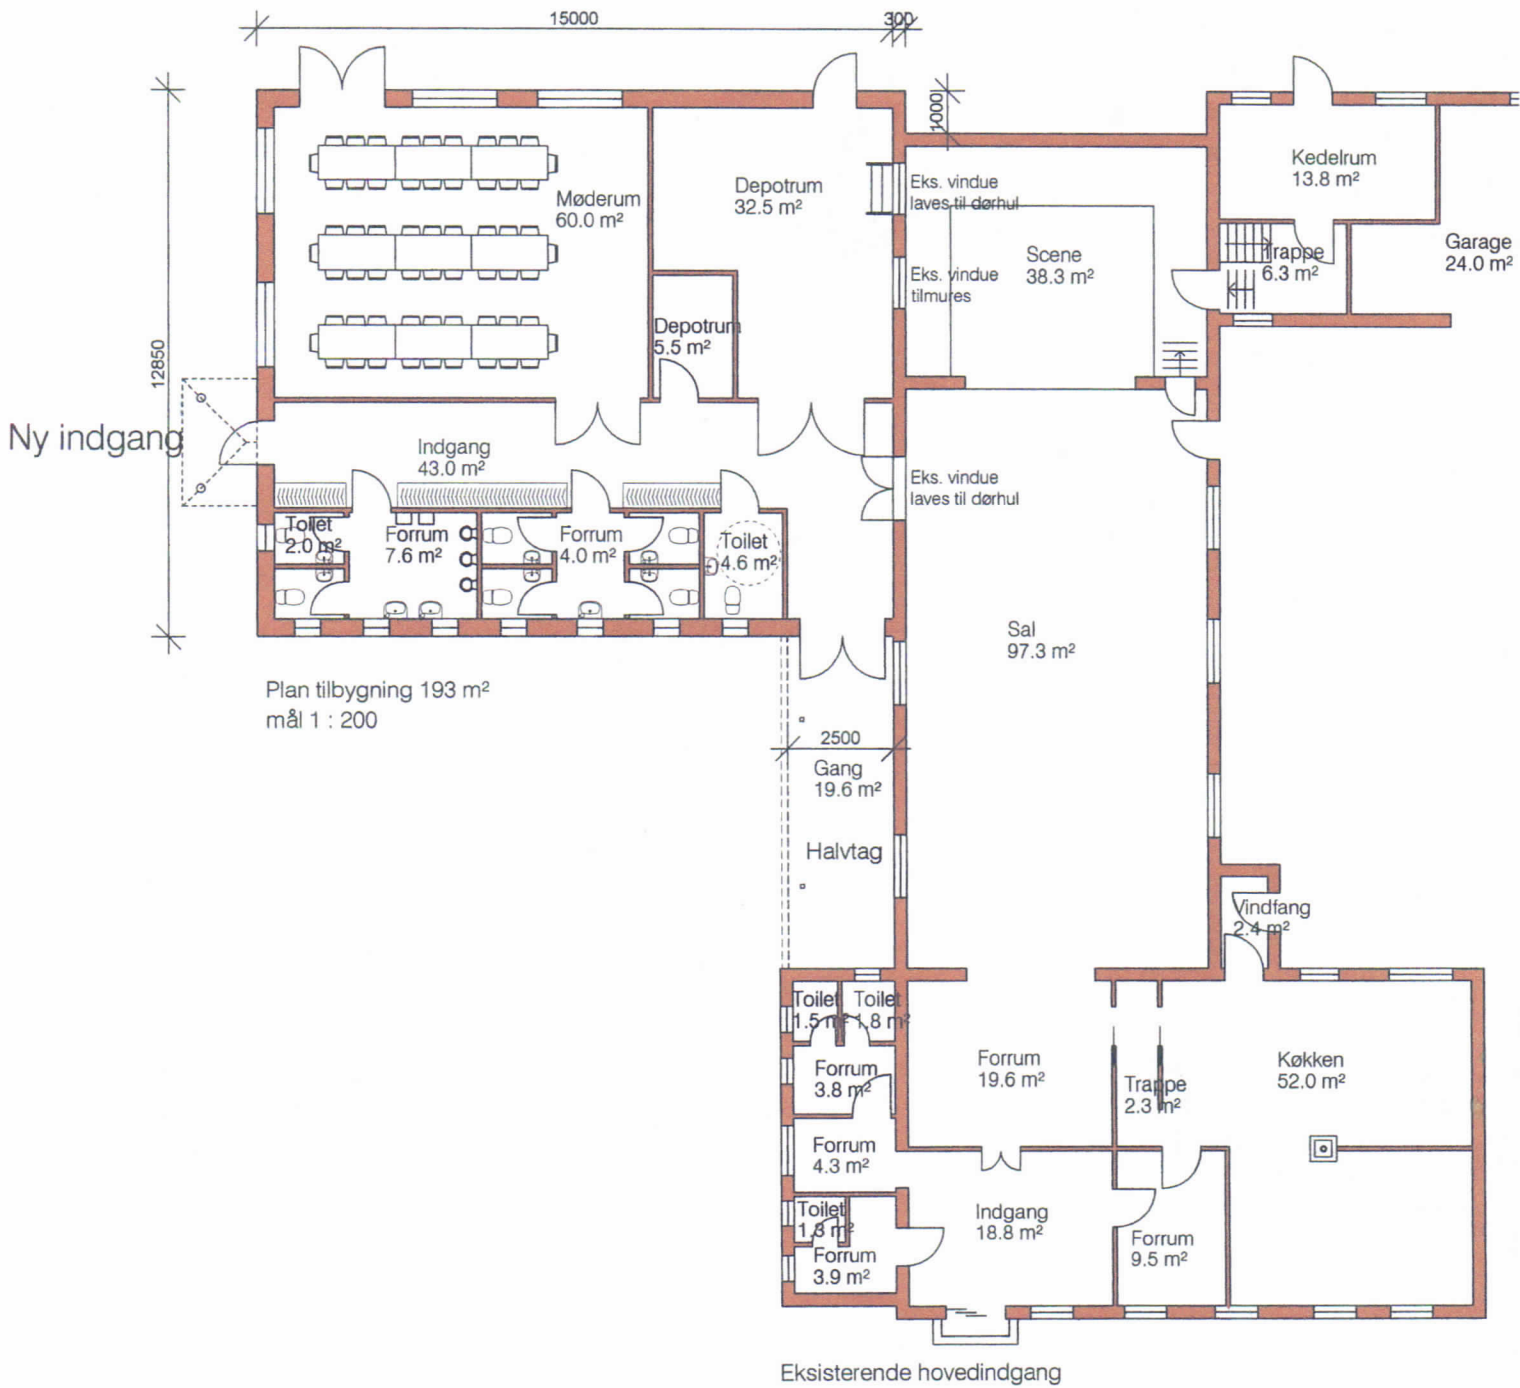 15000
300
1000
12850
Møderum
60.0 m²
Depotrum
32.5 m²
Eks. vindue
laves til dørhul
Kedelrum
13.8 m²
Garage
24.0 m²
Trappe
6.3 m²
Scene
38.3 m²
Eks. vindue
tilmures
Depotrum
5.5 m²
Ny indgang
Indgang
43.0 m²
Eks. vindue
laves til dørhul
Toilet
2.0 m²
Forrum
7.6 m²
Forrum
4.0 m²
Toilet
4.6 m²
Sal
97.3 m²
Plan tilbygning 193 m²
mål 1 : 200
2500
Gang
19.6 m²
Halvtag
Vindfang
2.4 m²
Toilet
1.5 m²
Toilet
1.8 m²
Forrum
3.8 m²
Forrum
19.6 m²
Trappe
2.3 m²
Køkken
52.0 m²
Forrum
4.3 m²
Toilet
1.3 m²
Indgang
18.8 m²
Forrum
9.5 m²
Forrum
3.9 m²
Eksisterende hovedindgang